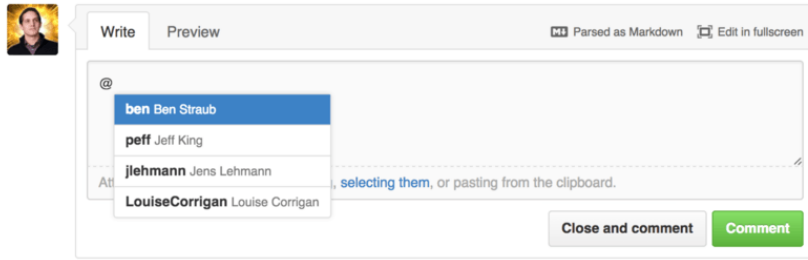 Write Preview Parsed as Markdown Edit in fullscreen
@
ben Ben Straub
peff Jeff King
jlehmann Jens Lehmann
At , selecting them, or pasting from the clipboard.
LouiseCorrigan Louise Corrigan
Close and comment Comment